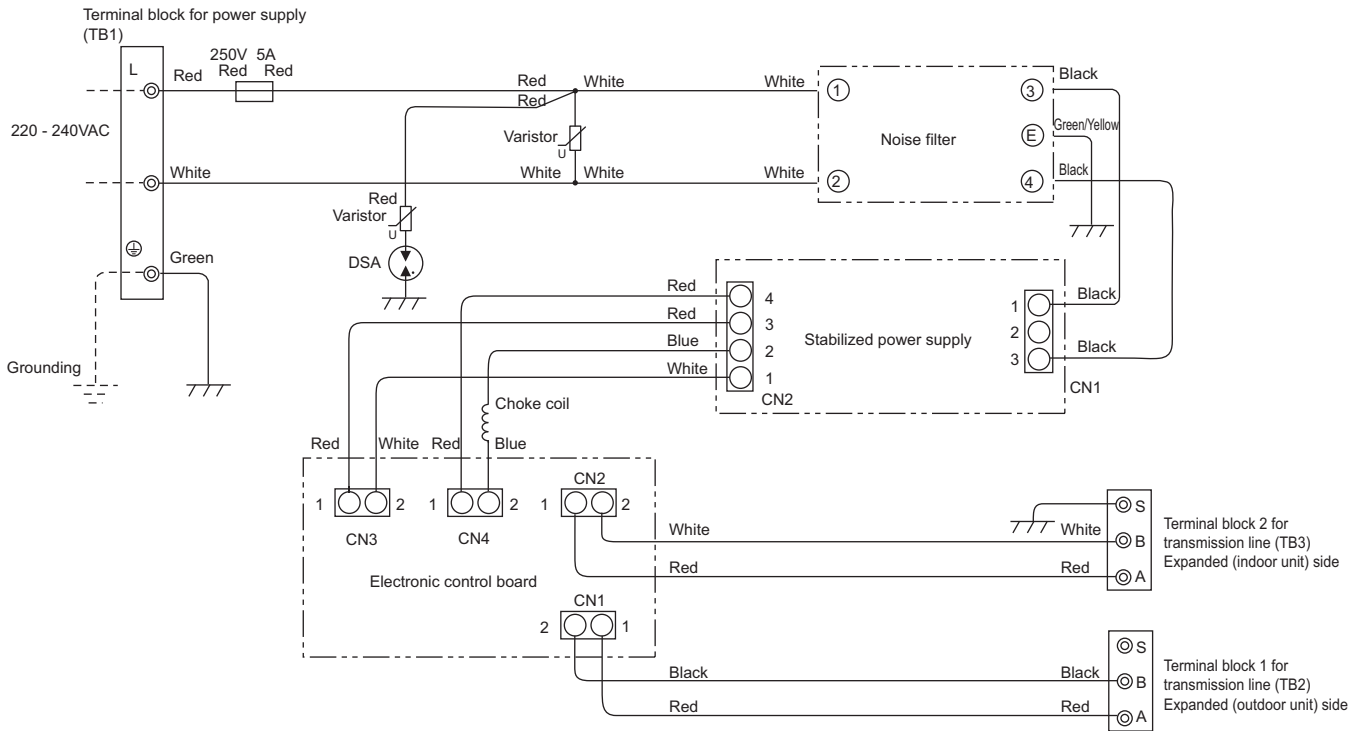 Terminal block for power supply
(TB1)
250V 5A
L
Red
Red Red
Red White White
Red
Black
1
3
220 - 240VAC
Varistor
U
Noise filter
Green/Yellow
E
White
White White White
Black
2
4
Red
Varistor
U
Green
DSA
Red
4
Black
1
Red
3
2
Stabilized power supply
Blue
2
Black
3
White
1
CN2
CN1
Grounding
Choke coil
Red White Red Blue
CN2
1 2
1 2
1 2
S
CN3
CN4
White
White
B
Terminal block 2 for
transmission line (TB3)
Expanded (indoor unit) side
Electronic control board
Red
Red
A
CN1
2 1
S
Black
Black
B
Terminal block 1 for
transmission line (TB2)
Expanded (outdoor unit) side
Red
Red
A